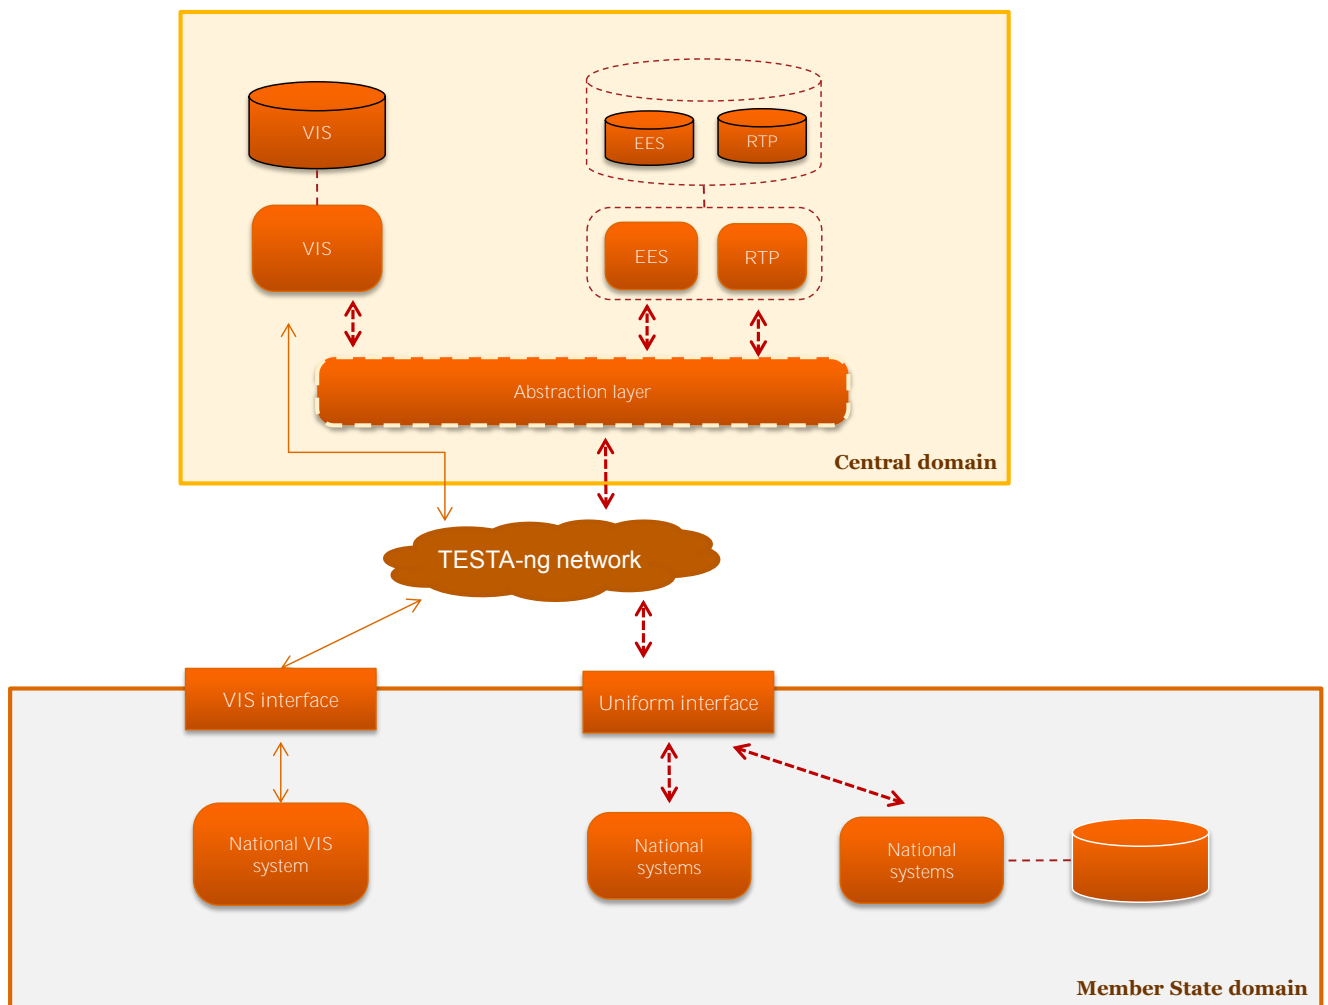 VIS
EES
RTP
VIS
EES
RTP
Abstraction layer
Central domain
TESTA-ng network
VIS interface
Uniform interface
National VIS
system
National
systems
National
systems
Member State domain